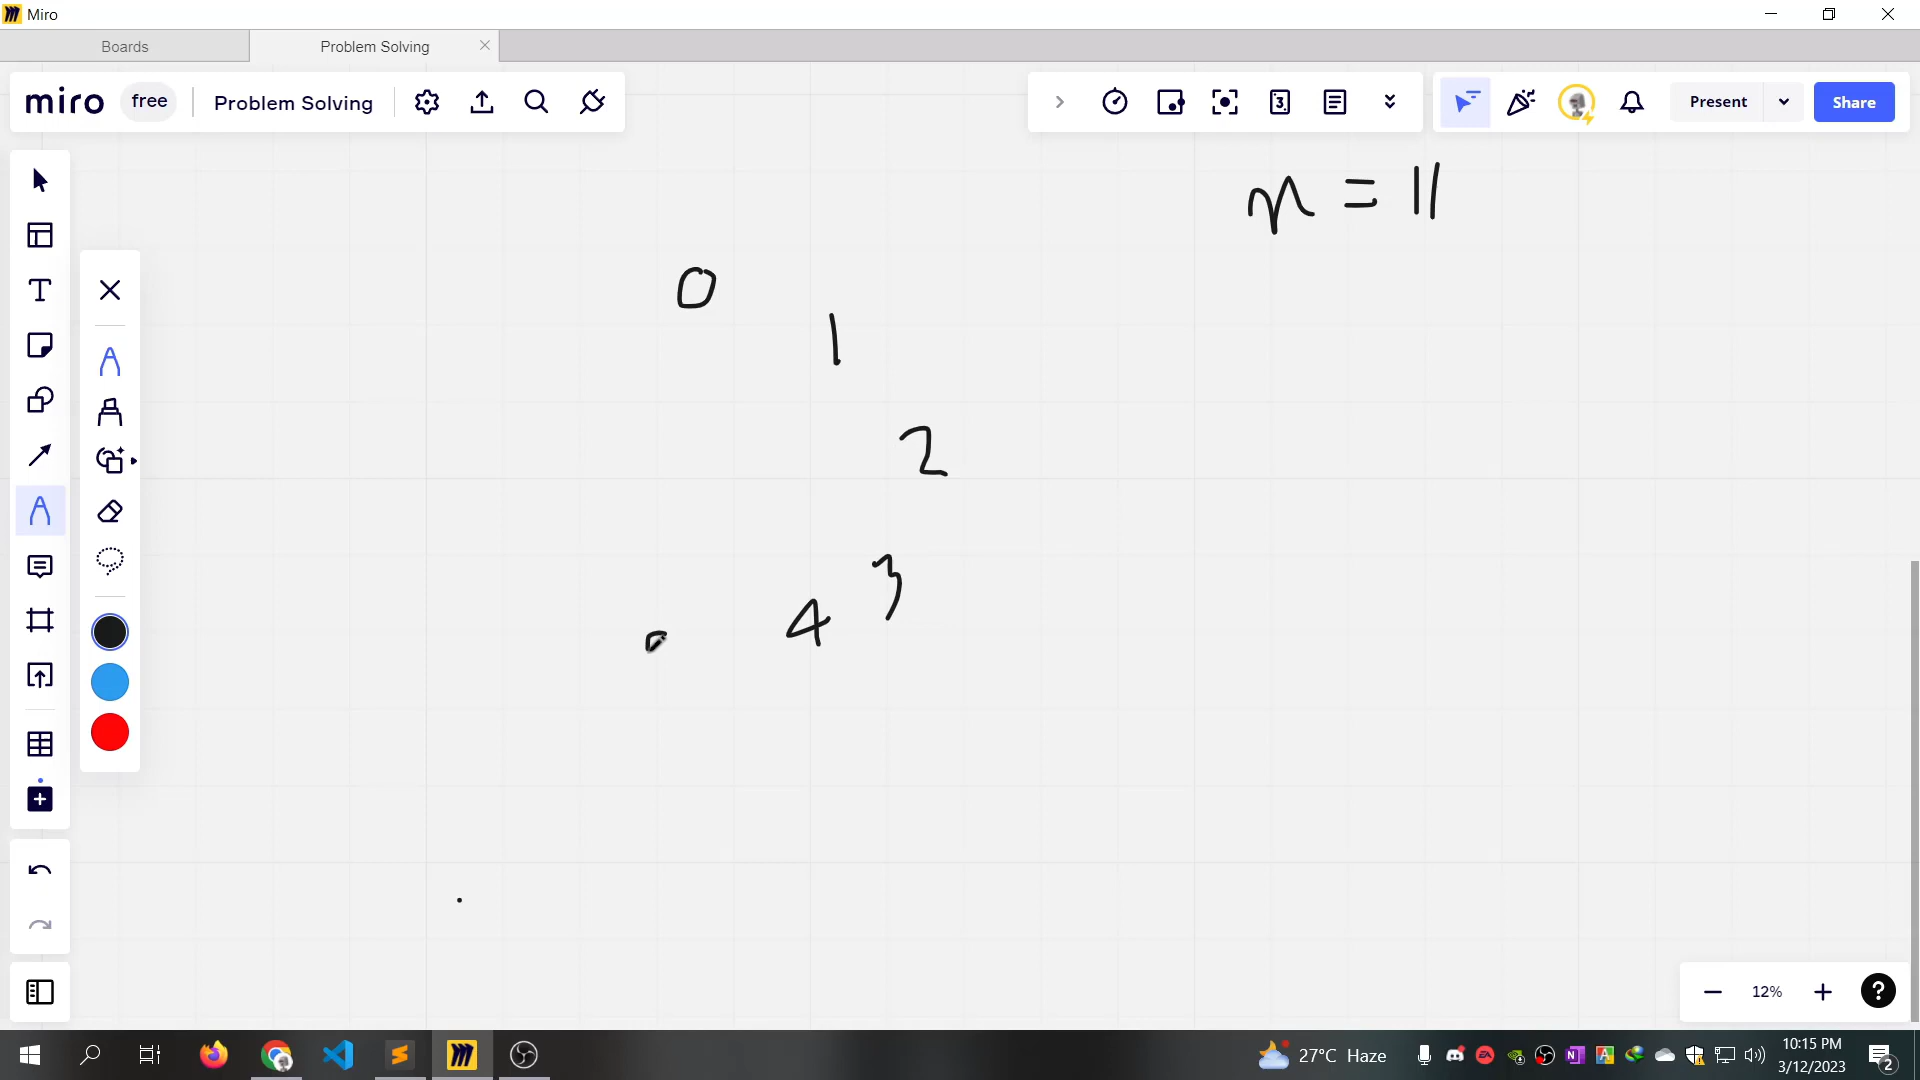 Miro
Boards
Problem Solving
miro free Problem Solving
Present
Share
n = 11
0
1
2
3
4
12%
27°C Haze
10:15 PM
3/12/2023
2